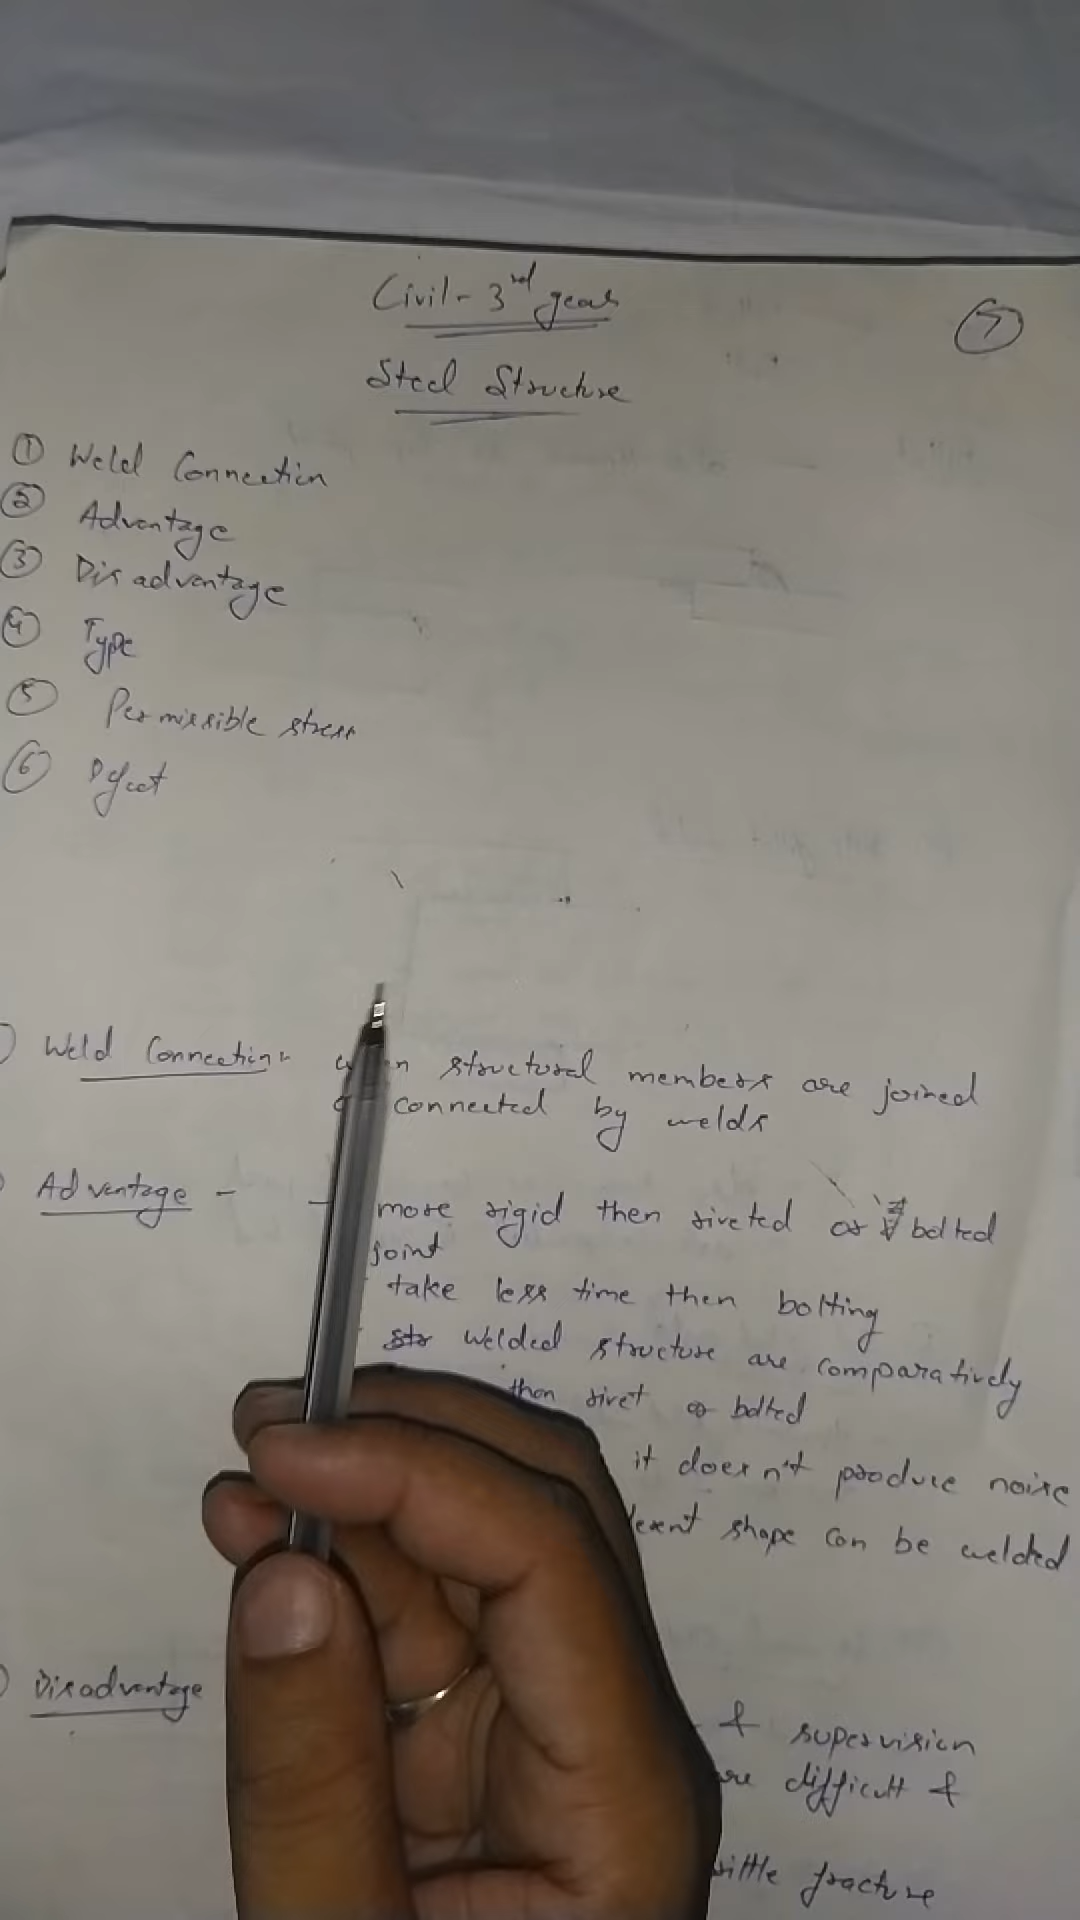 Civil - 3rd year
5
Steel Structure
① Weld Connection
② Advantage
③ Disadvantage
④ Type
⑤ Permissible stress
⑥ Defect
Weld Connection structural members are joined
connected by welds
Advantage - - more rigid then riveted or bolted
joint
take less time then bolting
welded structure are comparatively
then rivet or bolted
it doesn't produce noise
shape can be welded
Disadvantage
& supervision
difficult &
fracture